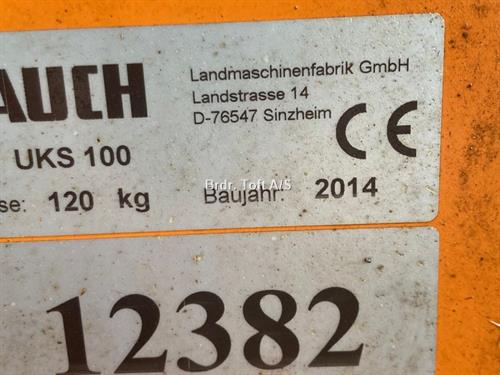 AUCH
Landmaschinenfabrik GmbH
Landstrasse 14
D-76547 Sinzheim
CE
UKS 100
se: 120 kg
Baujahr: 2014
Brdr. Toft A/S
12382